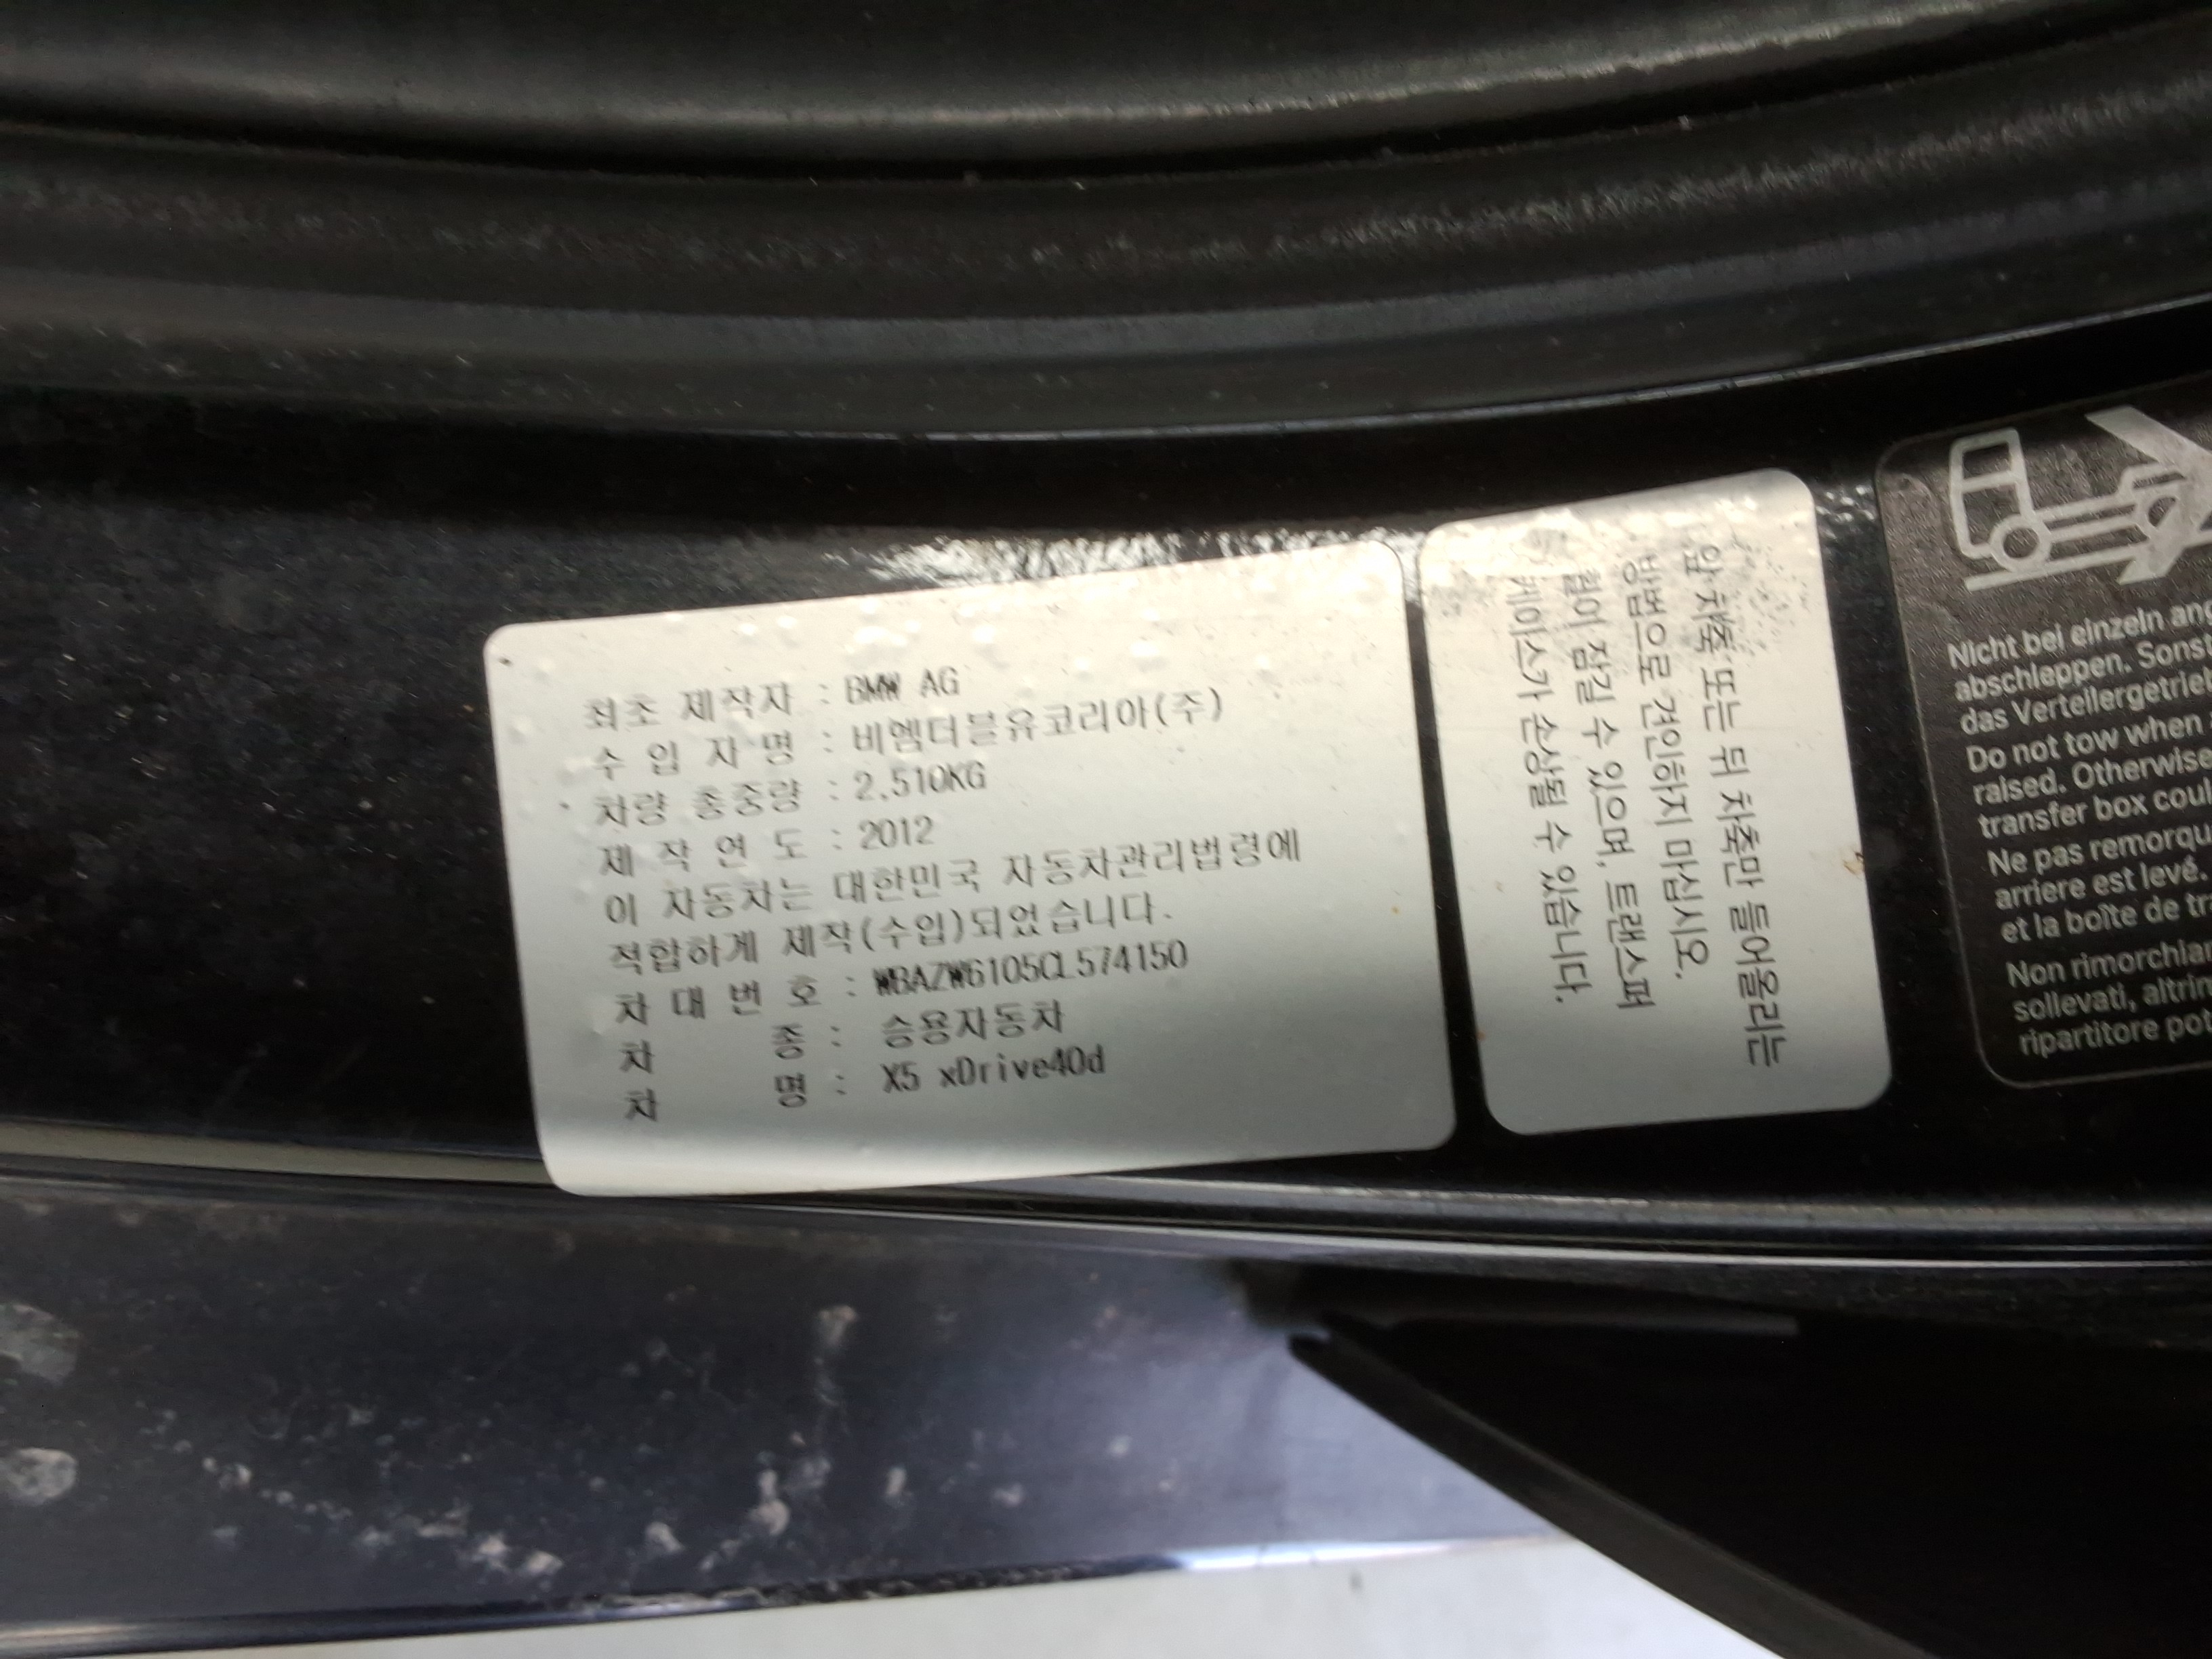 최초 제작자 : BMW AG
수 입 자 명 : 비엠더블유코리아(주)
차량 총중량 : 2,510KG
제 작 연 도 : 2012
이 자동차는 대한민국 자동차관리법령에
적합하게 제작(수입)되었습니다.
차 대 번 호 : WBAZW6105CL574150
차 종 : 승용자동차
차 명 : X5 xDrive40d
앞 차축 또는 뒤 차축만 들어올리는
방법으로 견인하지 마십시오.
휠이 잠길 수 있으며, 트랜스퍼
케이스가 손상될 수 있습니다.
Nicht bei einzeln
abschleppen.
das
Do not tow when
raised. Otherwise
transfer box
Ne pas
arriere est levé.
et la boîte de
Non
sollevati,
ripartitore